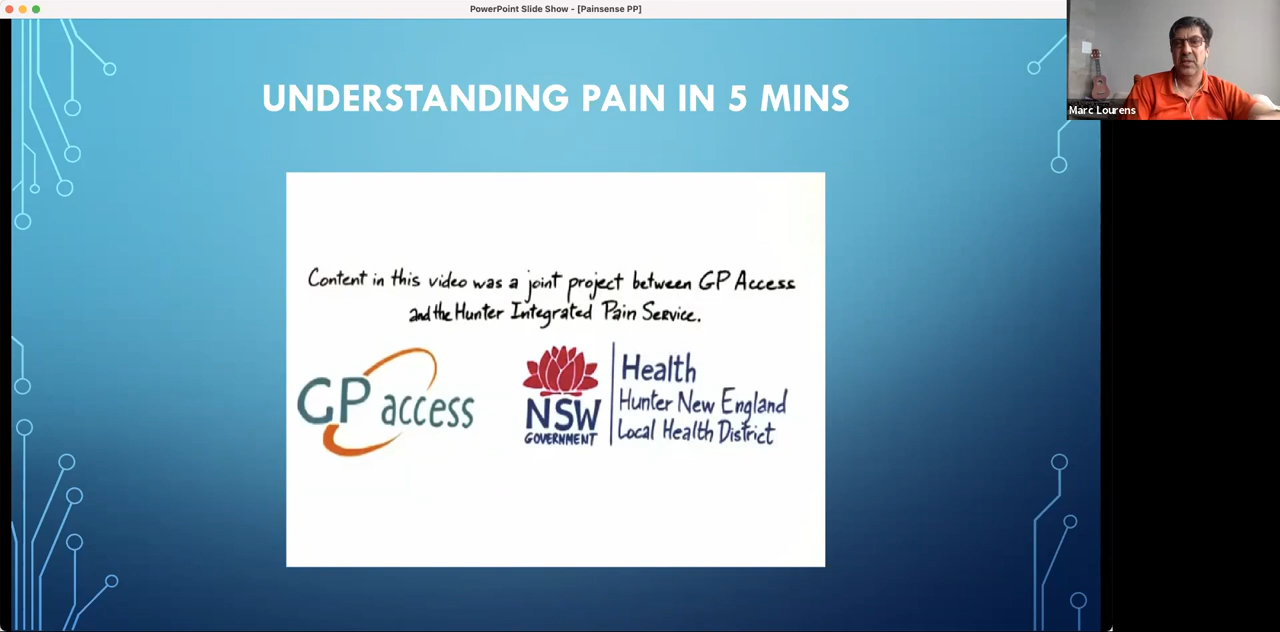 PowerPoint Slide Show - [Painsense PP]
Marc Lourens
UNDERSTANDING PAIN IN 5 MINS
Content in this video was a joint project between GP Access
and the Hunter Integrated Pain Service.
GP access
NSW
GOVERNMENT
Health
Hunter New England
Local Health District